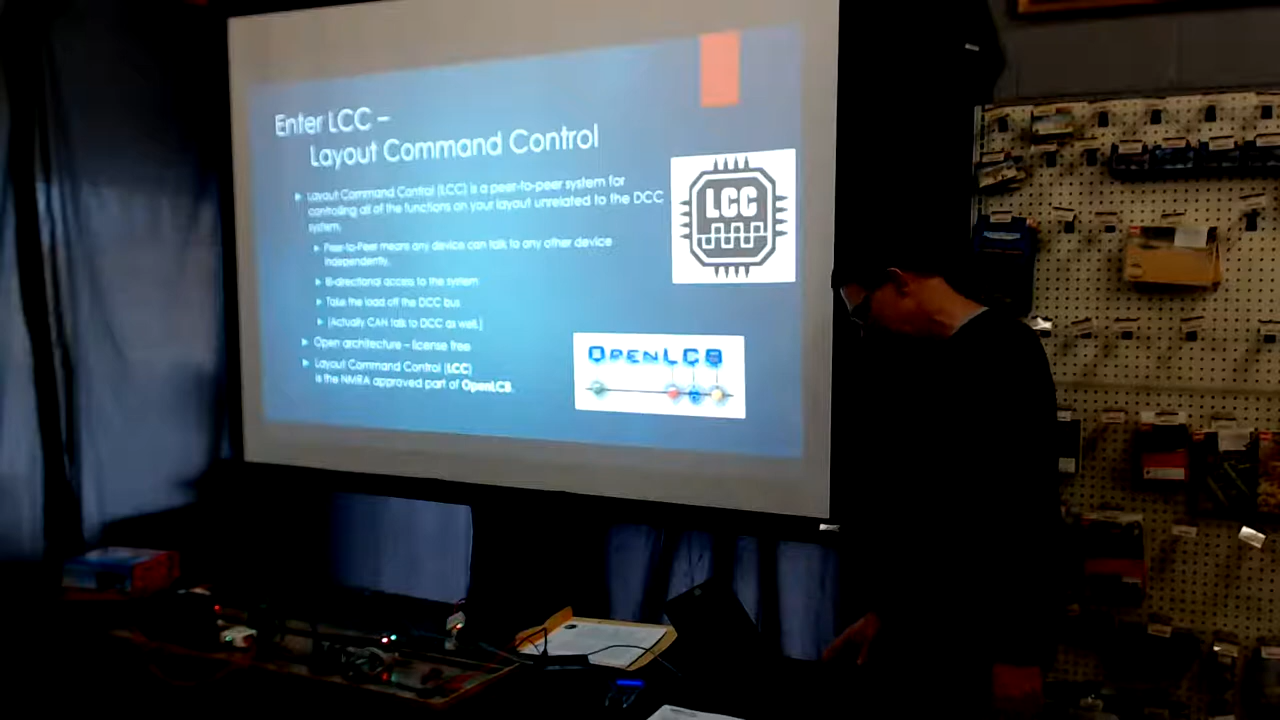 Enter LCC –
Layout Command Control
Layout Command Control (LCC) is a peer-to-peer system for
controlling all of the functions on your layout unrelated to the DCC
system.
Peer-to-Peer means any device can talk to any other device
independently.
Bi-directional access to the system
Take the load off the DCC bus
(Actually CAN talk to DCC as well.)
Open architecture – license free
Layout Command Control (LCC)
is the NMRA approved part of OpenLCB.
LCC
OPENLCB